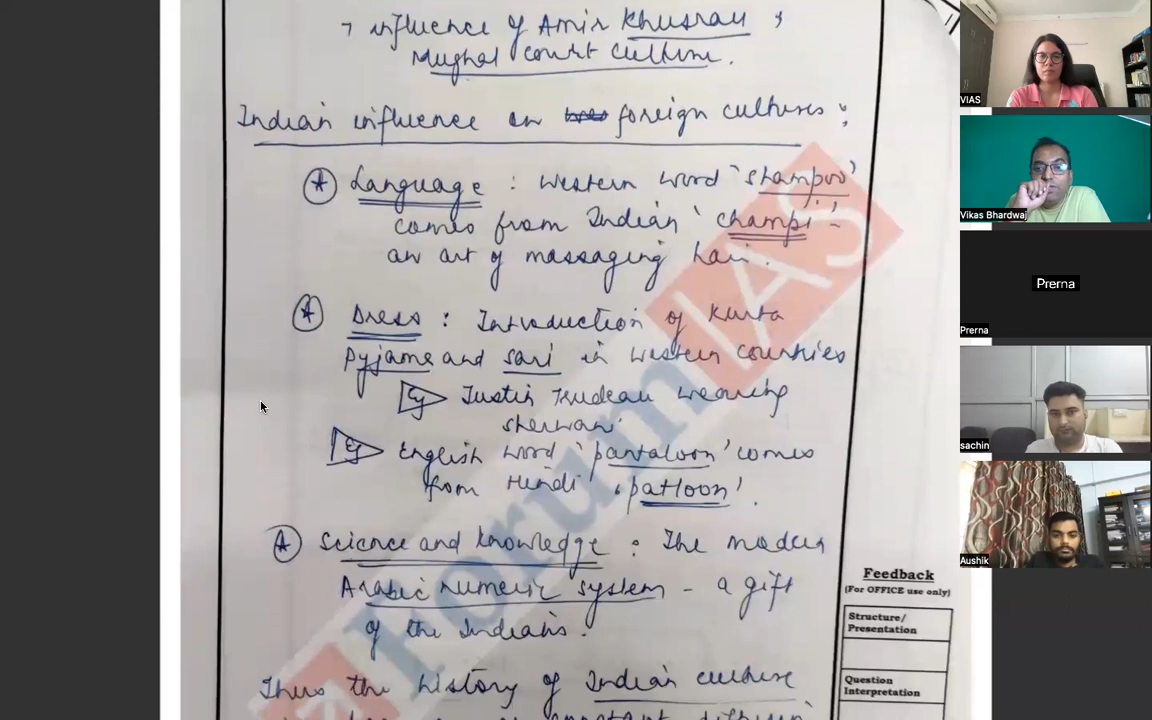 → influence of Amir Khusrau &
Mughal court culture.
Indian influence on foreign cultures :
Language : Western word 'shampoo'
comes from Indian 'champi' -
an art of massaging hair.
Dress : Introduction of Kurta
pyjama and sari in western countries
Eg Justin Trudeau wearing
sherwani
Eg English word 'pantaloon' comes
from Hindi 'patloon'.
Science and knowledge : The modern
Arabic numeric system - a gift
of the Indians.
Thus the history of Indian culture
constant
ForumIAS
Feedback
(For OFFICE use only)
Structure/
Presentation
Question
Interpretation
VIAS
Vikas Bhardwaj
Prerna
Prerna
sachin
Aushik